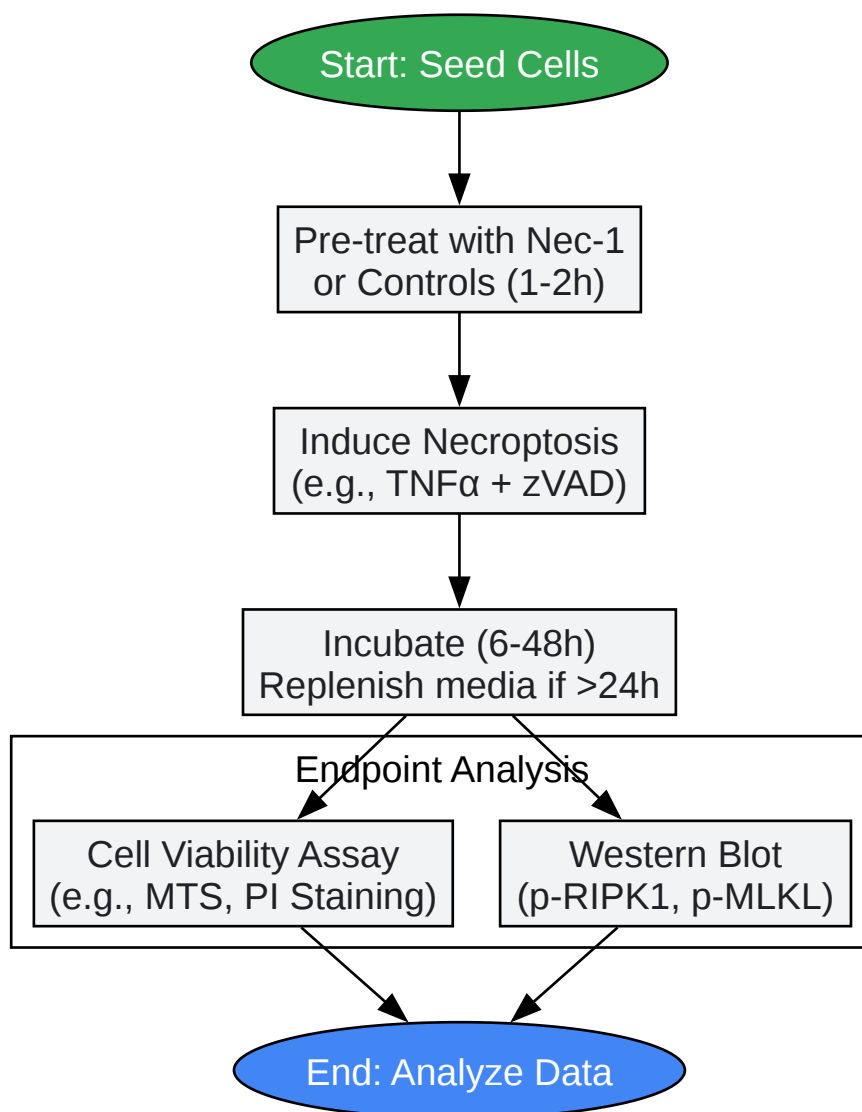 Start: Seed Cells
Pre-treat with Nec-1
or Controls (1-2h)
Induce Necroptosis
(e.g., TNFα + zVAD)
Incubate (6-48h)
Replenish media if >24h
Endpoint Analysis
Cell Viability Assay
(e.g., MTS, PI Staining)
Western Blot
(p-RIPK1, p-MLKL)
End: Analyze Data